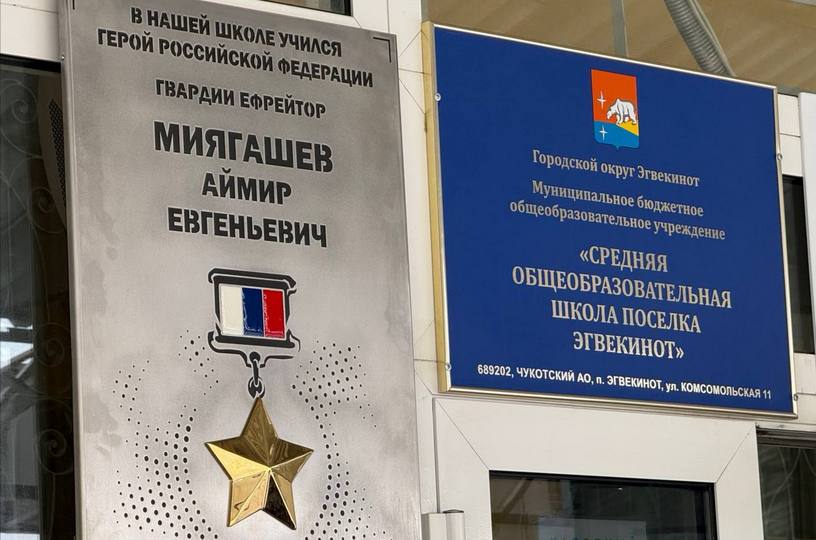 В НАШЕЙ ШКОЛЕ УЧИЛСЯ
ГЕРОЙ РОССИЙСКОЙ ФЕДЕРАЦИИ
ГВАРДИИ ЕФРЕЙТОР
МИЯГАШЕВ
АЙМИР
ЕВГЕНЬЕВИЧ
Городской округ Эгвекинот
Муниципальное бюджетное
общеобразовательное учреждение
«СРЕДНЯЯ
ОБЩЕОБРАЗОВАТЕЛЬНАЯ
ШКОЛА ПОСЕЛКА
ЭГВЕКИНОТ»
689202, ЧУКОТСКИЙ АО, п. ЭГВЕКИНОТ, ул. КОМСОМОЛЬСКАЯ 11